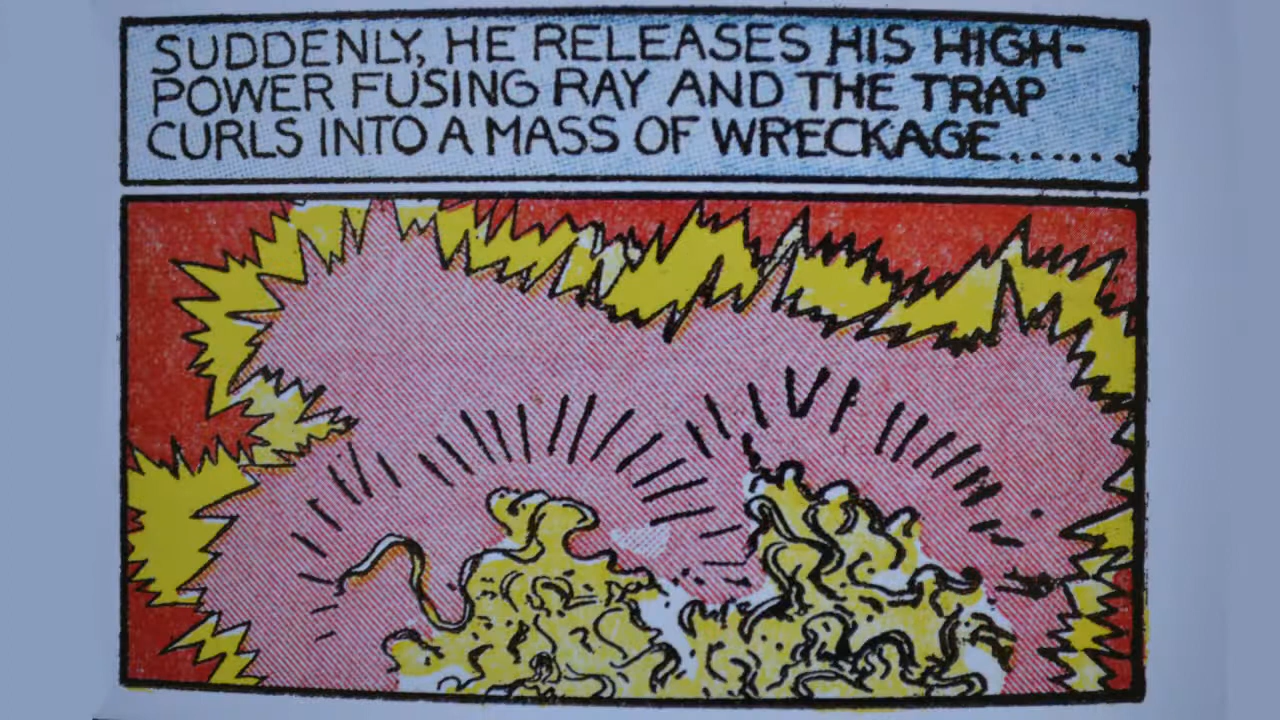 SUDDENLY, HE RELEASES HIS HIGH-
POWER FUSING RAY AND THE TRAP
CURLS INTO A MASS OF WRECKAGE......